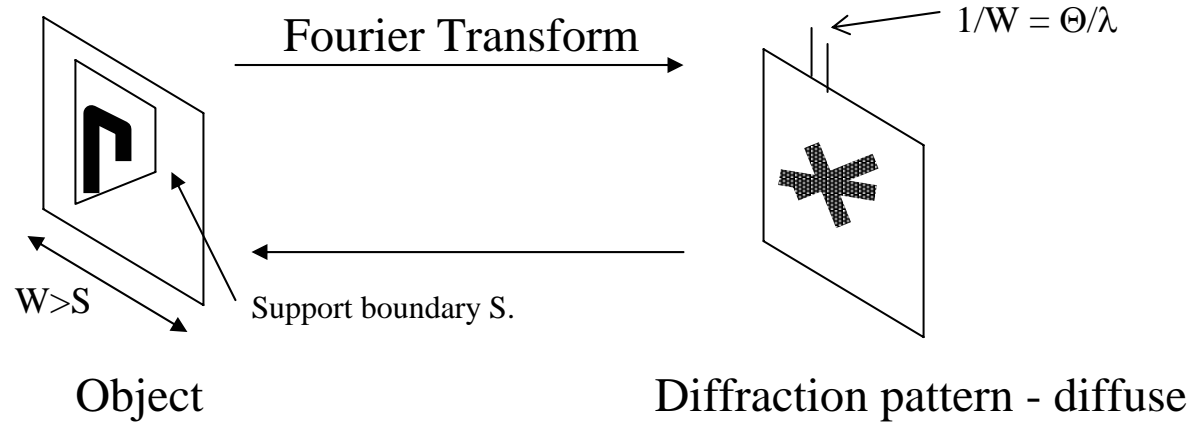 1/W = Θ/λ
Fourier Transform
W>S
Support boundary S.
Object
Diffraction pattern - diffuse